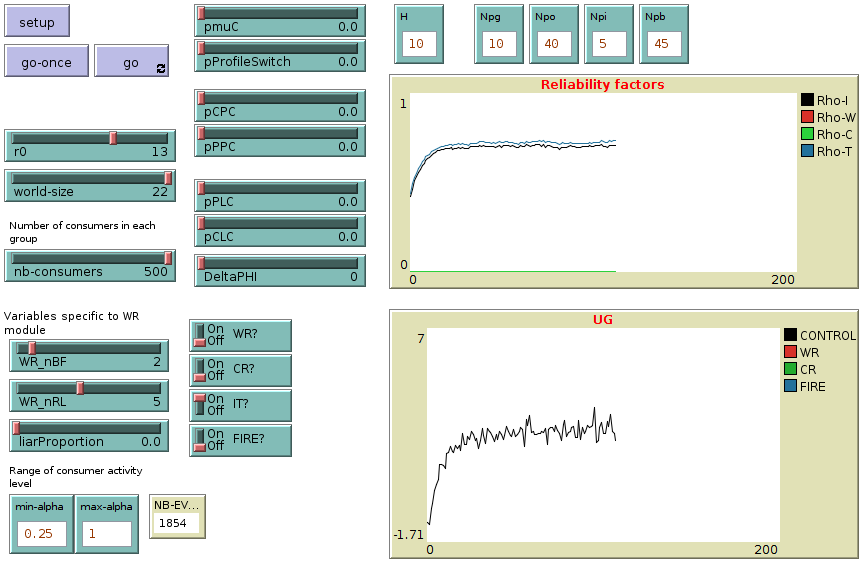 setup
go-once
go
r0 13
world-size 22
Number of consumers in each
group
nb-consumers 500
Variables specific to WR
module
WR_nBF 2
WR_nRL 5
liarProportion 0.0
Range of consumer activity
level
min-alpha
0.25
max-alpha
1
NB-EV...
1854
pmuC 0.0
pProfileSwitch 0.0
pCPC 0.0
pPPC 0.0
pPLC 0.0
pCLC 0.0
DeltaPHI 0
On
Off
WR?
On
Off
CR?
On
Off
IT?
On
Off
FIRE?
H
10
Npg
10
Npo
40
Npi
5
Npb
45
Reliability factors
1
0
0
200
Rho-I
Rho-W
Rho-C
Rho-T
UG
7
-1.71
0
200
CONTROL
WR
CR
FIRE